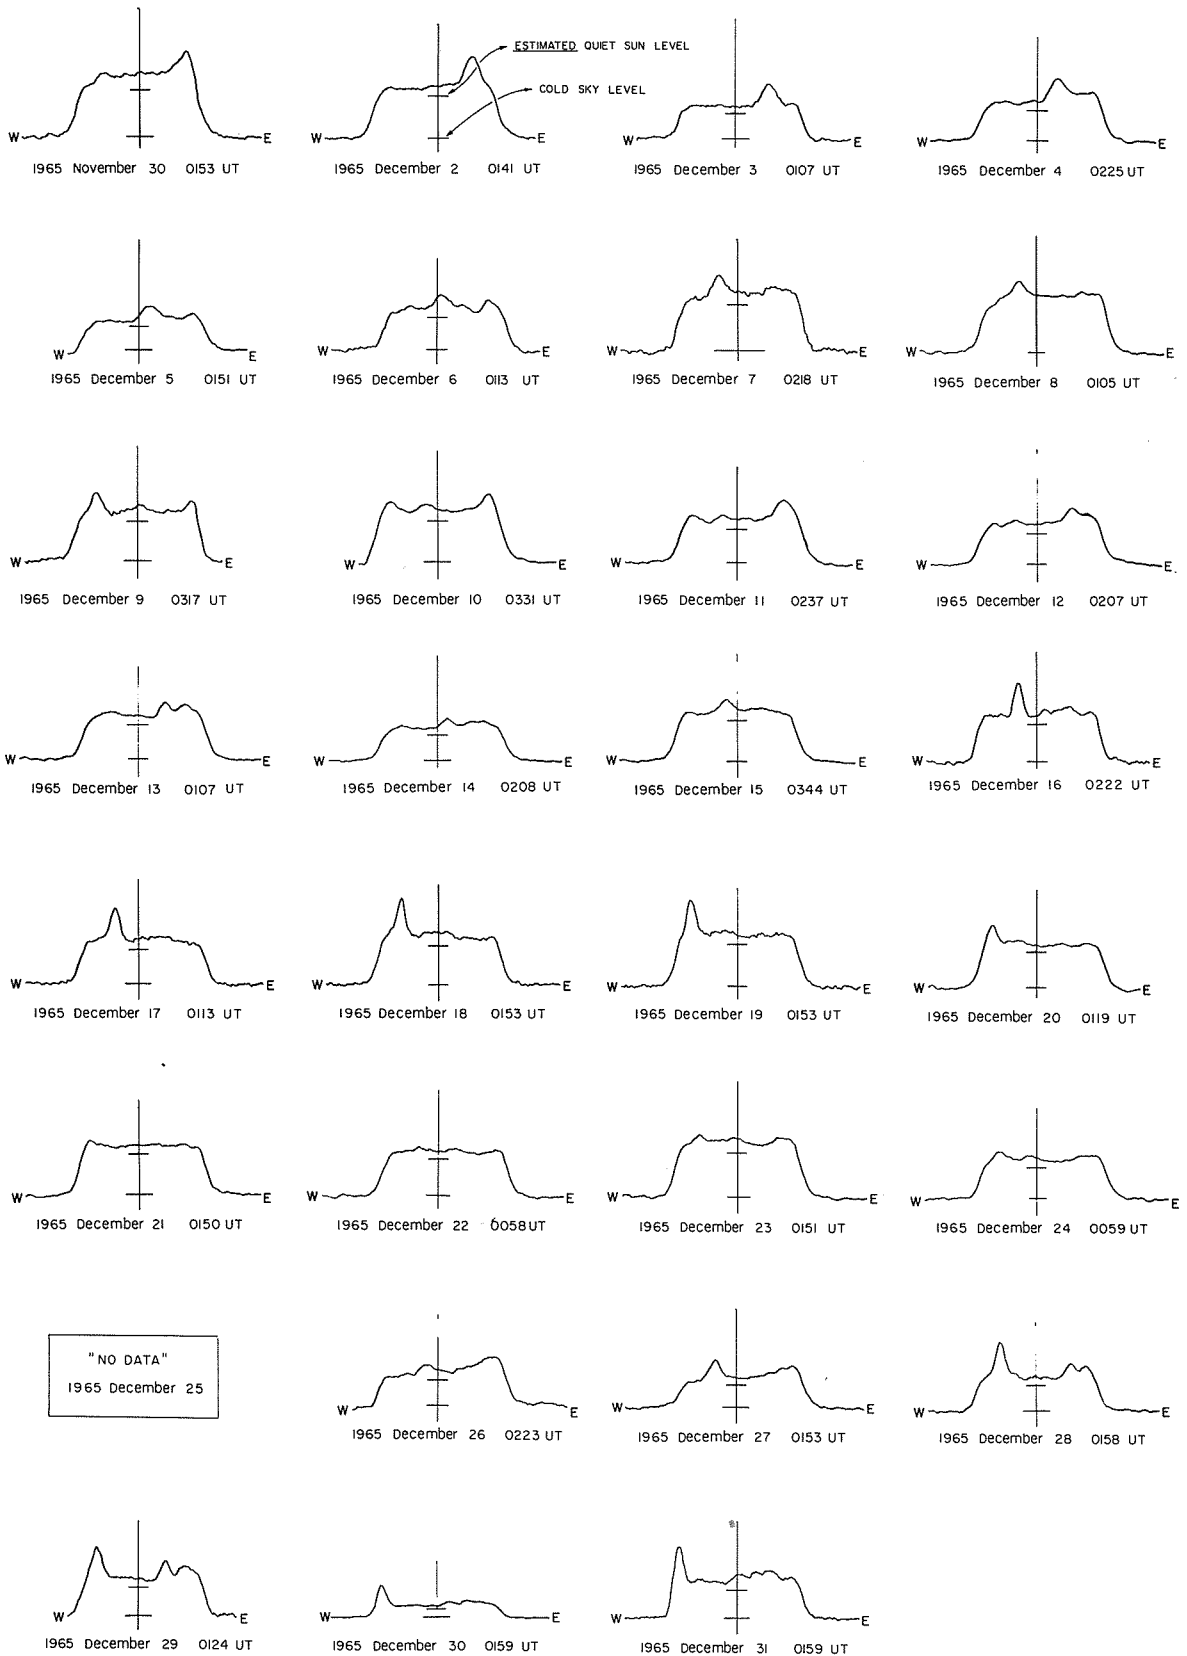 ESTIMATED QUIET SUN LEVEL
COLD SKY LEVEL
W E W E W E W E
1965 November 30 0153 UT 1965 December 2 0141 UT 1965 December 3 0107 UT 1965 December 4 0225 UT
W E W E W E W E
1965 December 5 0151 UT 1965 December 6 0113 UT 1965 December 7 0218 UT 1965 December 8 0105 UT
W E W E W E W E
1965 December 9 0317 UT 1965 December 10 0331 UT 1965 December 11 0237 UT 1965 December 12 0207 UT
W E W E W E W E
1965 December 13 0107 UT 1965 December 14 0208 UT 1965 December 15 0344 UT 1965 December 16 0222 UT
W E W E W E W E
1965 December 17 0113 UT 1965 December 18 0153 UT 1965 December 19 0153 UT 1965 December 20 0119 UT
W E W E W E W E
1965 December 21 0150 UT 1965 December 22 0058 UT 1965 December 23 0151 UT 1965 December 24 0059 UT
"NO DATA"
1965 December 25
W E W E W E
1965 December 26 0223 UT 1965 December 27 0153 UT 1965 December 28 0158 UT
W E W E W E
1965 December 29 0124 UT 1965 December 30 0159 UT 1965 December 31 0159 UT